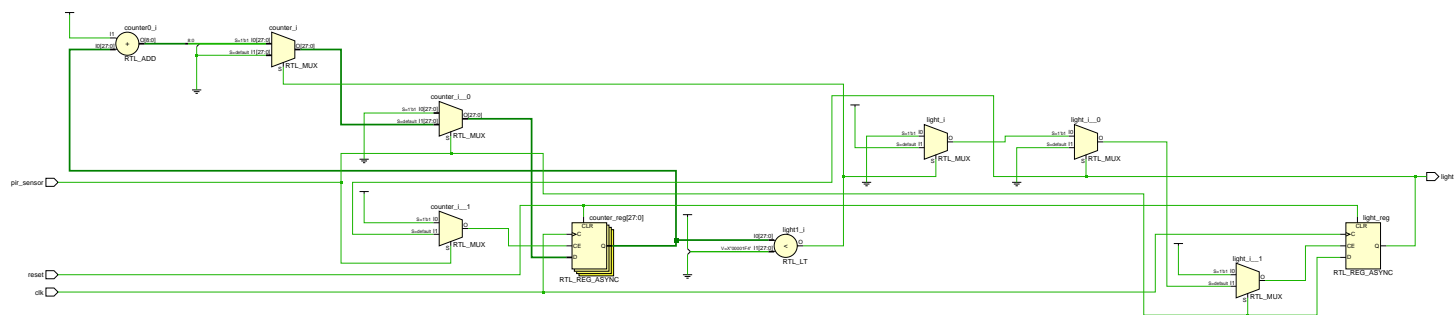 counter0_i
I1
I0[27:0]
O[8:0]
8:0
RTL_ADD
counter_i
S=1'b1 I0[27:0]
S=default I1[27:0]
O[27:0]
S
RTL_MUX
counter_i__0
S=1'b1 I0[27:0]
S=default I1[27:0]
O[27:0]
S
RTL_MUX
light_i
S=1'b1 I0
S=default I1
O
S
RTL_MUX
light_i__0
S=1'b1 I0
S=default I1
O
S
RTL_MUX
pir_sensor
light
counter_i__1
S=1'b1 I0
S=default I1
O
S
RTL_MUX
counter_reg[27:0]
CLR
C
CE
D
Q
RTL_REG_ASYNC
light1_i
I0[27:0]
I1[27:0]
O
<
RTL_LT
light_reg
CLR
C
CE
D
Q
RTL_REG_ASYNC
light_i__1
S=1'b1 I0
S=default I1
O
S
RTL_MUX
reset
clk